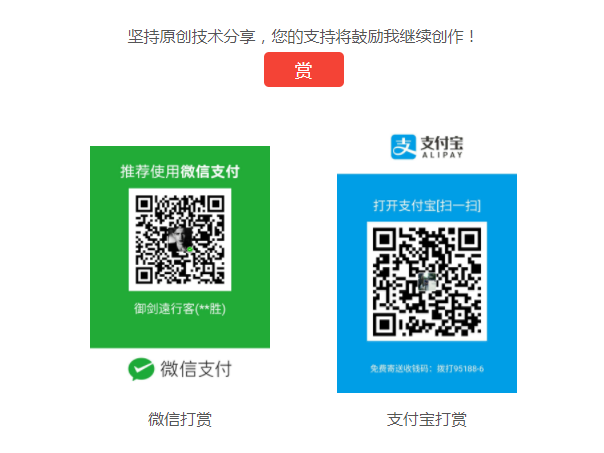 坚持原创技术分享，您的支持将鼓励我继续创作！
赏
推荐使用微信支付
御剑遠行客(**胜)
微信支付
微信打赏
支付宝
ALIPAY
打开支付宝[扫一扫]
免费寄送收钱码：拨打95188-6
支付宝打赏